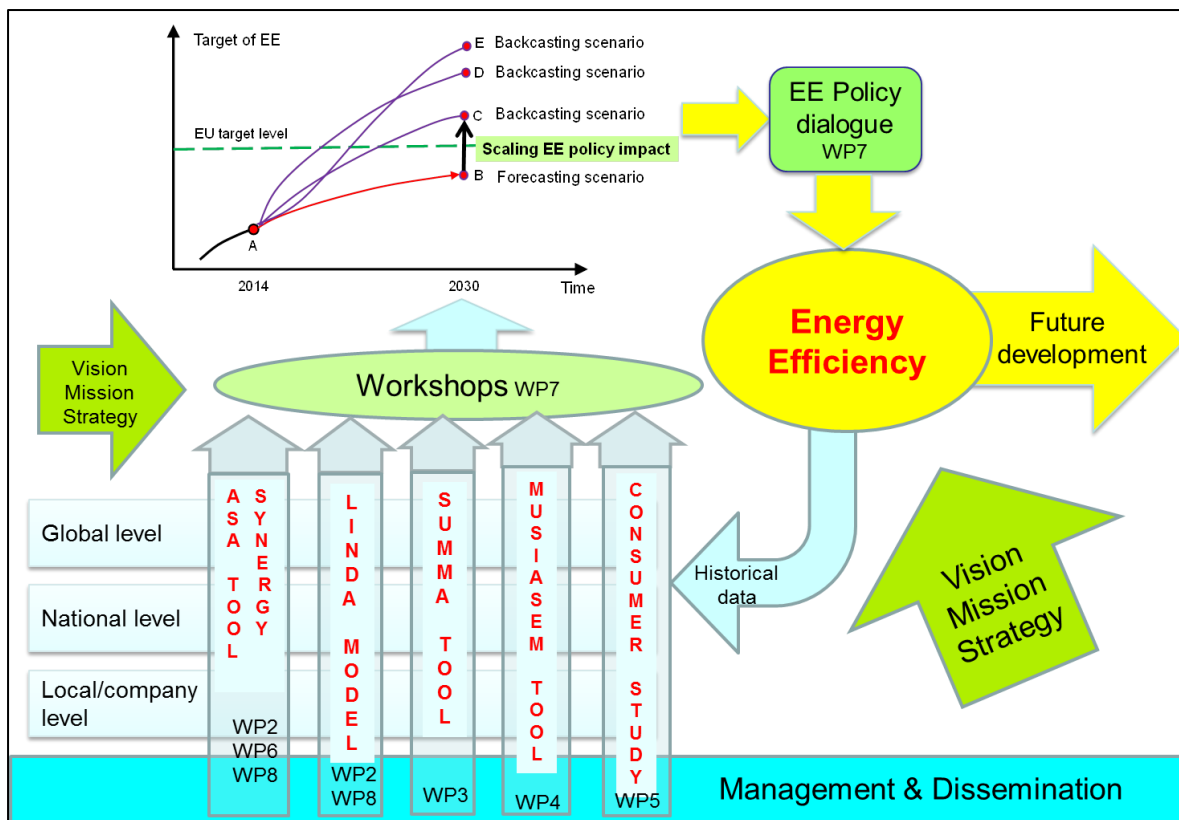 Target of EE
E Backcasting scenario
D Backcasting scenario
C Backcasting scenario
EU target level
Scaling EE policy impact
B Forecasting scenario
A
2014
2030
Time
EE Policy
dialogue
WP7
Energy
Efficiency
Future
development
Vision
Mission
Strategy
Workshops WP7
Global level
National level
Local/company
level
ASA TOOL
SYNERGY
WP2
WP6
WP8
LINDA MODEL
WP2
WP8
SUMMA TOOL
WP3
MUSIASEM TOOL
WP4
CONSUMER STUDY
WP5
Historical
data
Vision
Mission
Strategy
Management & Dissemination